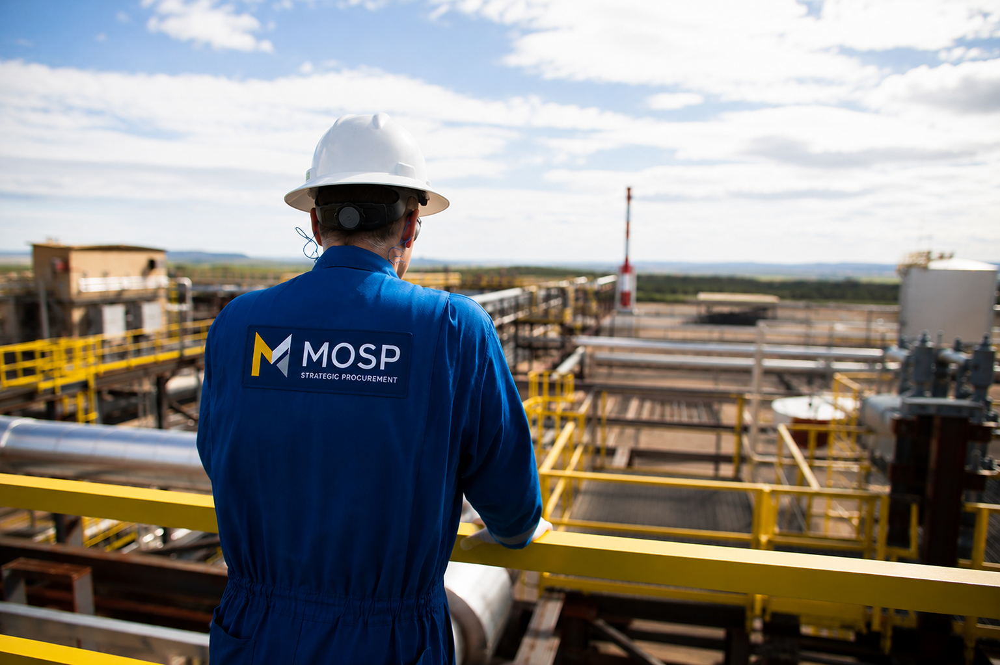 MOSP
STRATEGIC PROCUREMENT